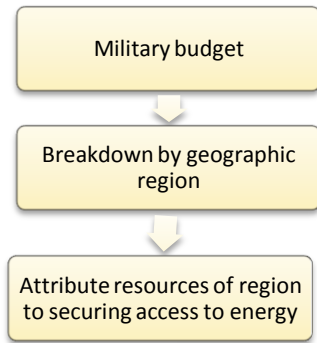 Military budget
Breakdown by geographic
region
Attribute resources of region
to securing access to energy